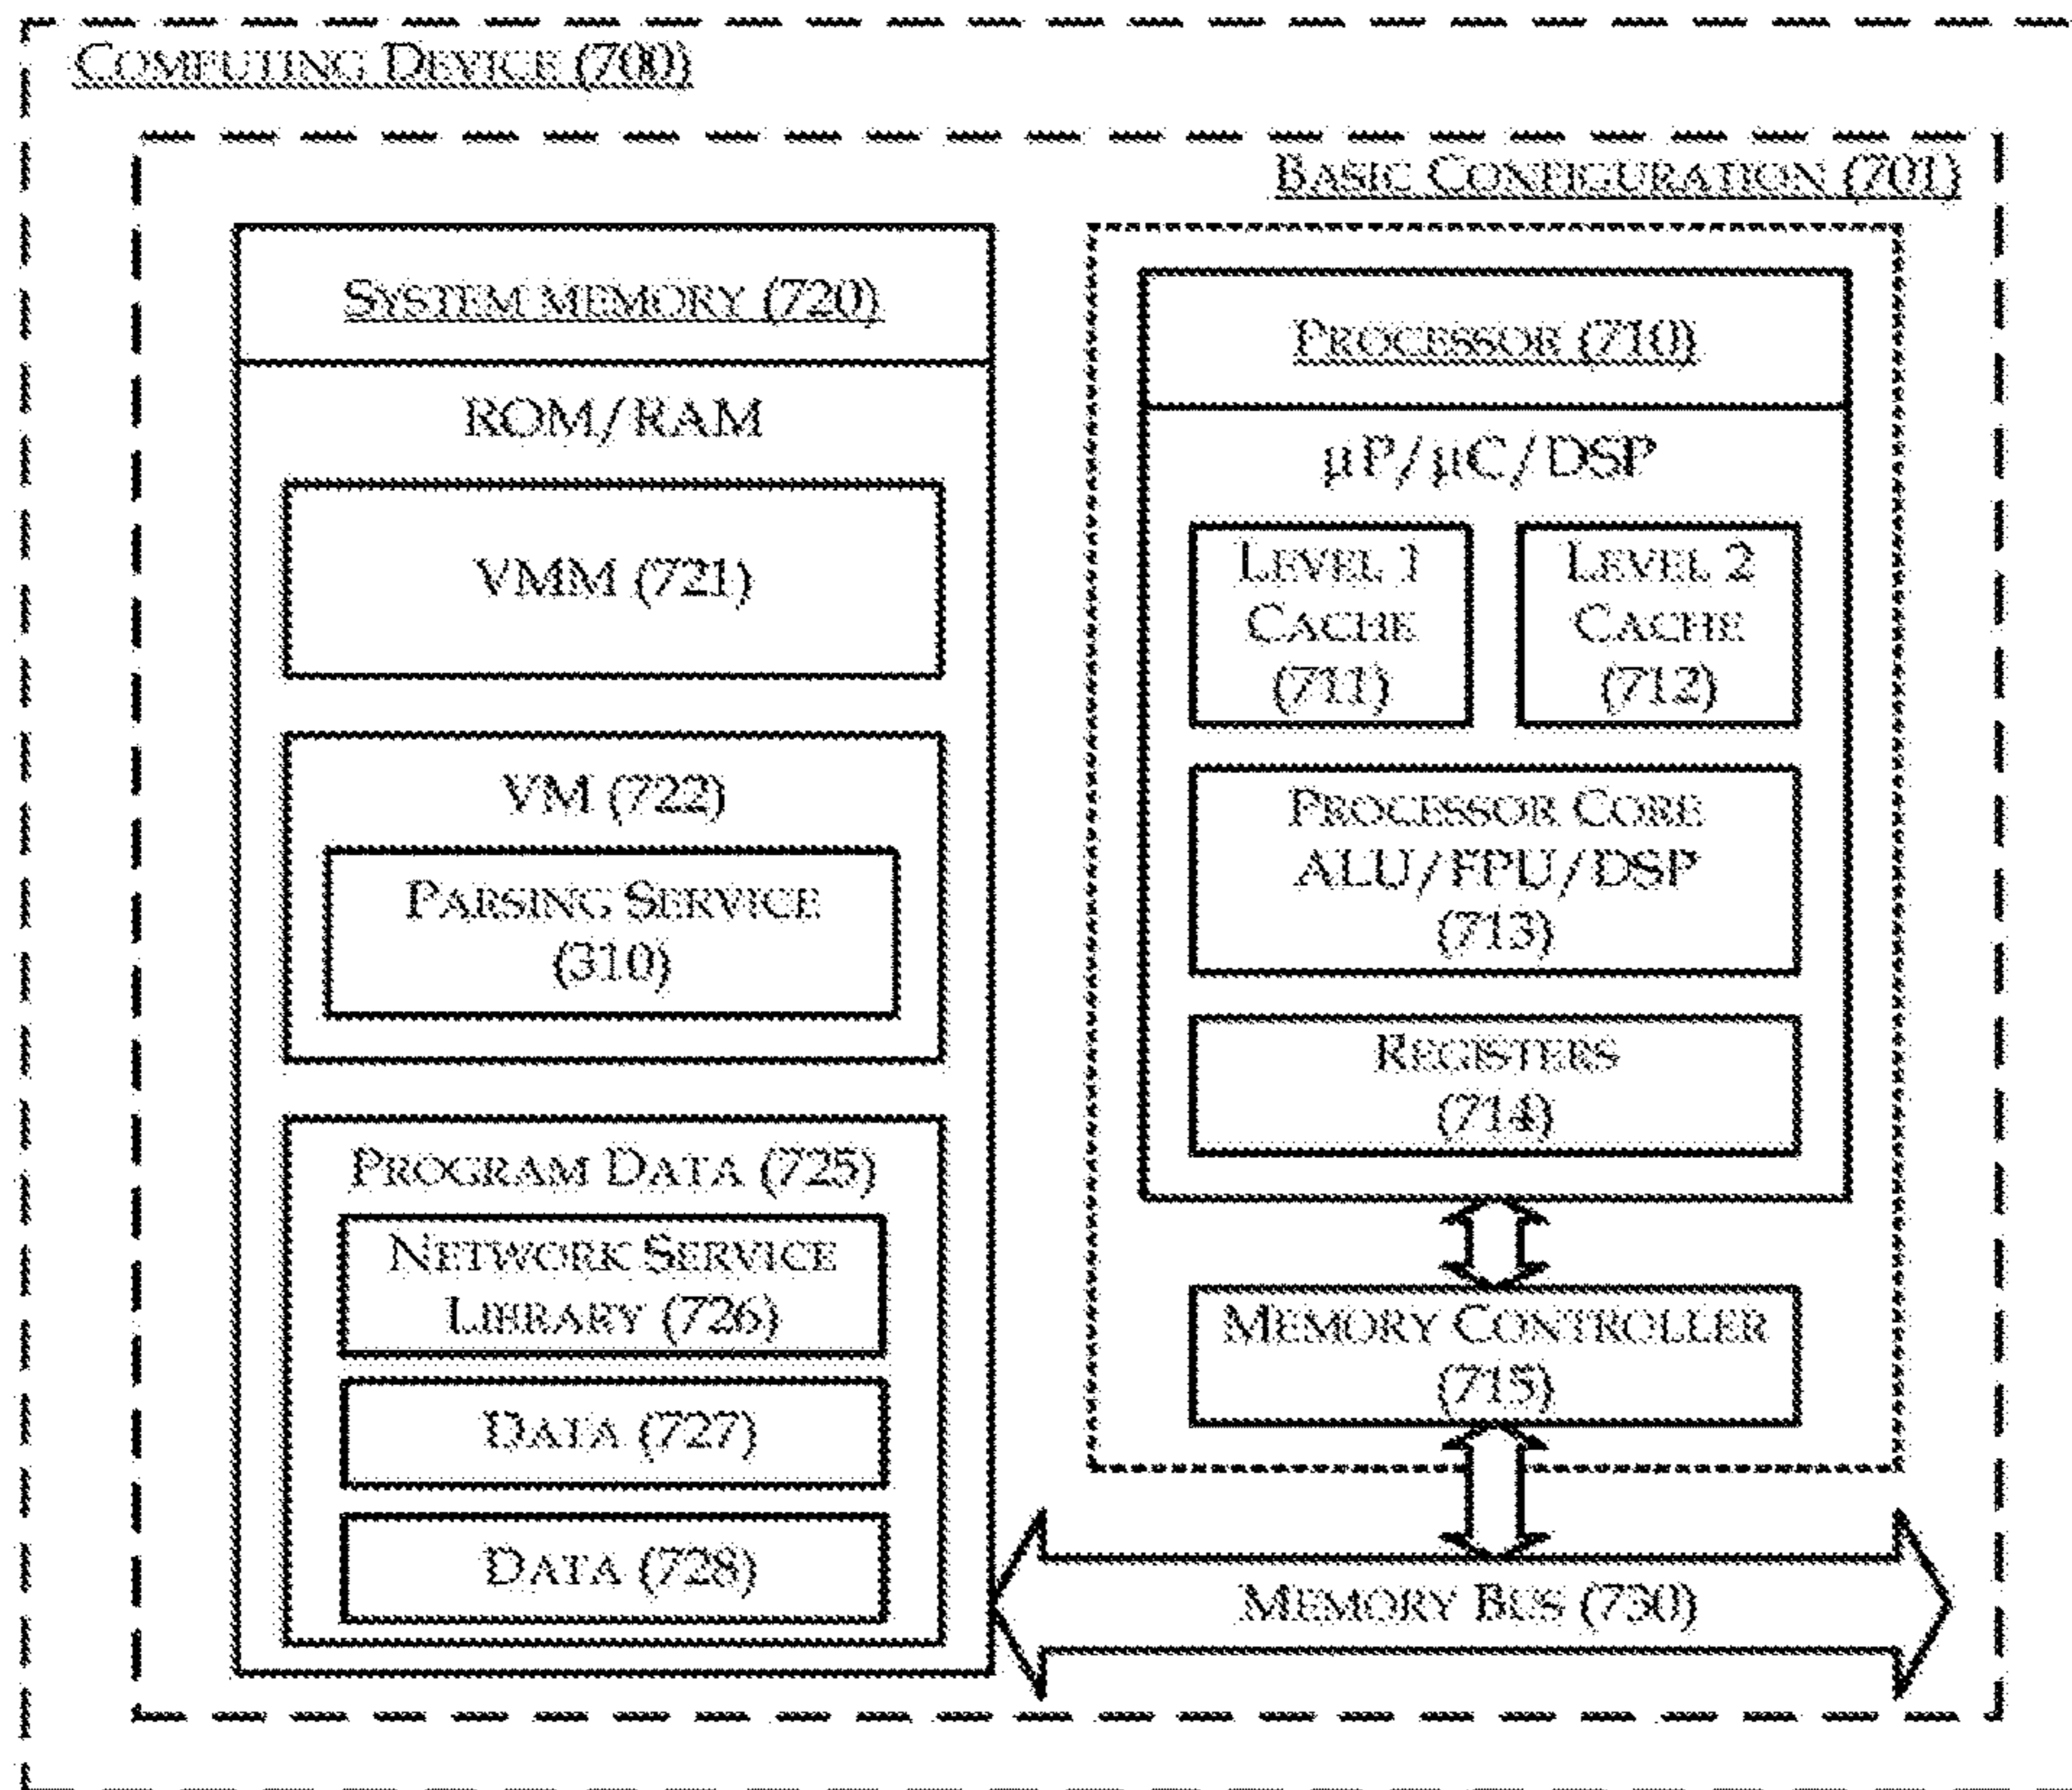 COMPUTING DEVICE (700)
BASIC CONFIGURATION (701)
SYSTEM MEMORY (720)
ROM/RAM
VMM (721)
VM (722)
PARSING SERVICE
(310)
PROGRAM DATA (725)
NETWORK SERVICE
LIBRARY (726)
DATA (727)
DATA (728)
PROCESSOR (710)
µP/µC/DSP
LEVEL 1
CACHE
(711)
LEVEL 2
CACHE
(712)
PROCESSOR CORE
ALU/FPU/DSP
(713)
REGISTERS
(714)
MEMORY CONTROLLER
(715)
MEMORY BUS (730)